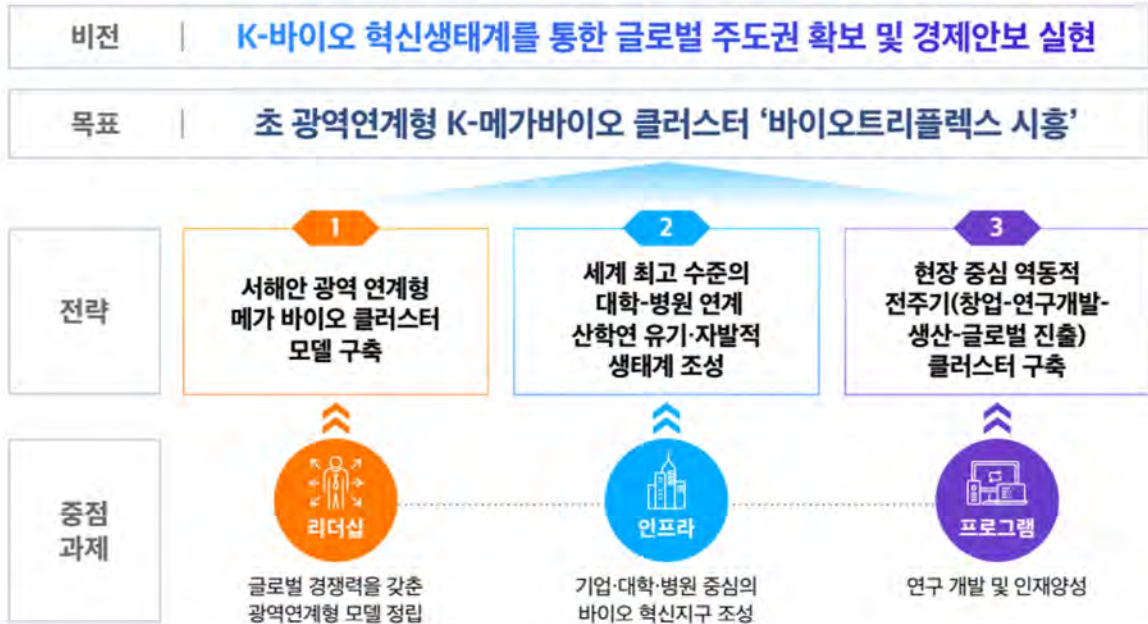 비전 | K-바이오 혁신생태계를 통한 글로벌 주도권 확보 및 경제안보 실현
목표 | 초 광역연계형 K-메가바이오 클러스터 ‘바이오트리플렉스 시흥’
전략
1
서해안 광역 연계형
메가 바이오 클러스터
모델 구축
2
세계 최고 수준의
대학-병원 연계
산학연 유기·자발적
생태계 조성
3
현장 중심 역동적
전주기(창업-연구개발-
생산-글로벌 진출)
클러스터 구축
중점
과제
리더십
글로벌 경쟁력을 갖춘
광역연계형 모델 정립
인프라
기업·대학·병원 중심의
바이오 혁신지구 조성
프로그램
연구 개발 및 인재양성